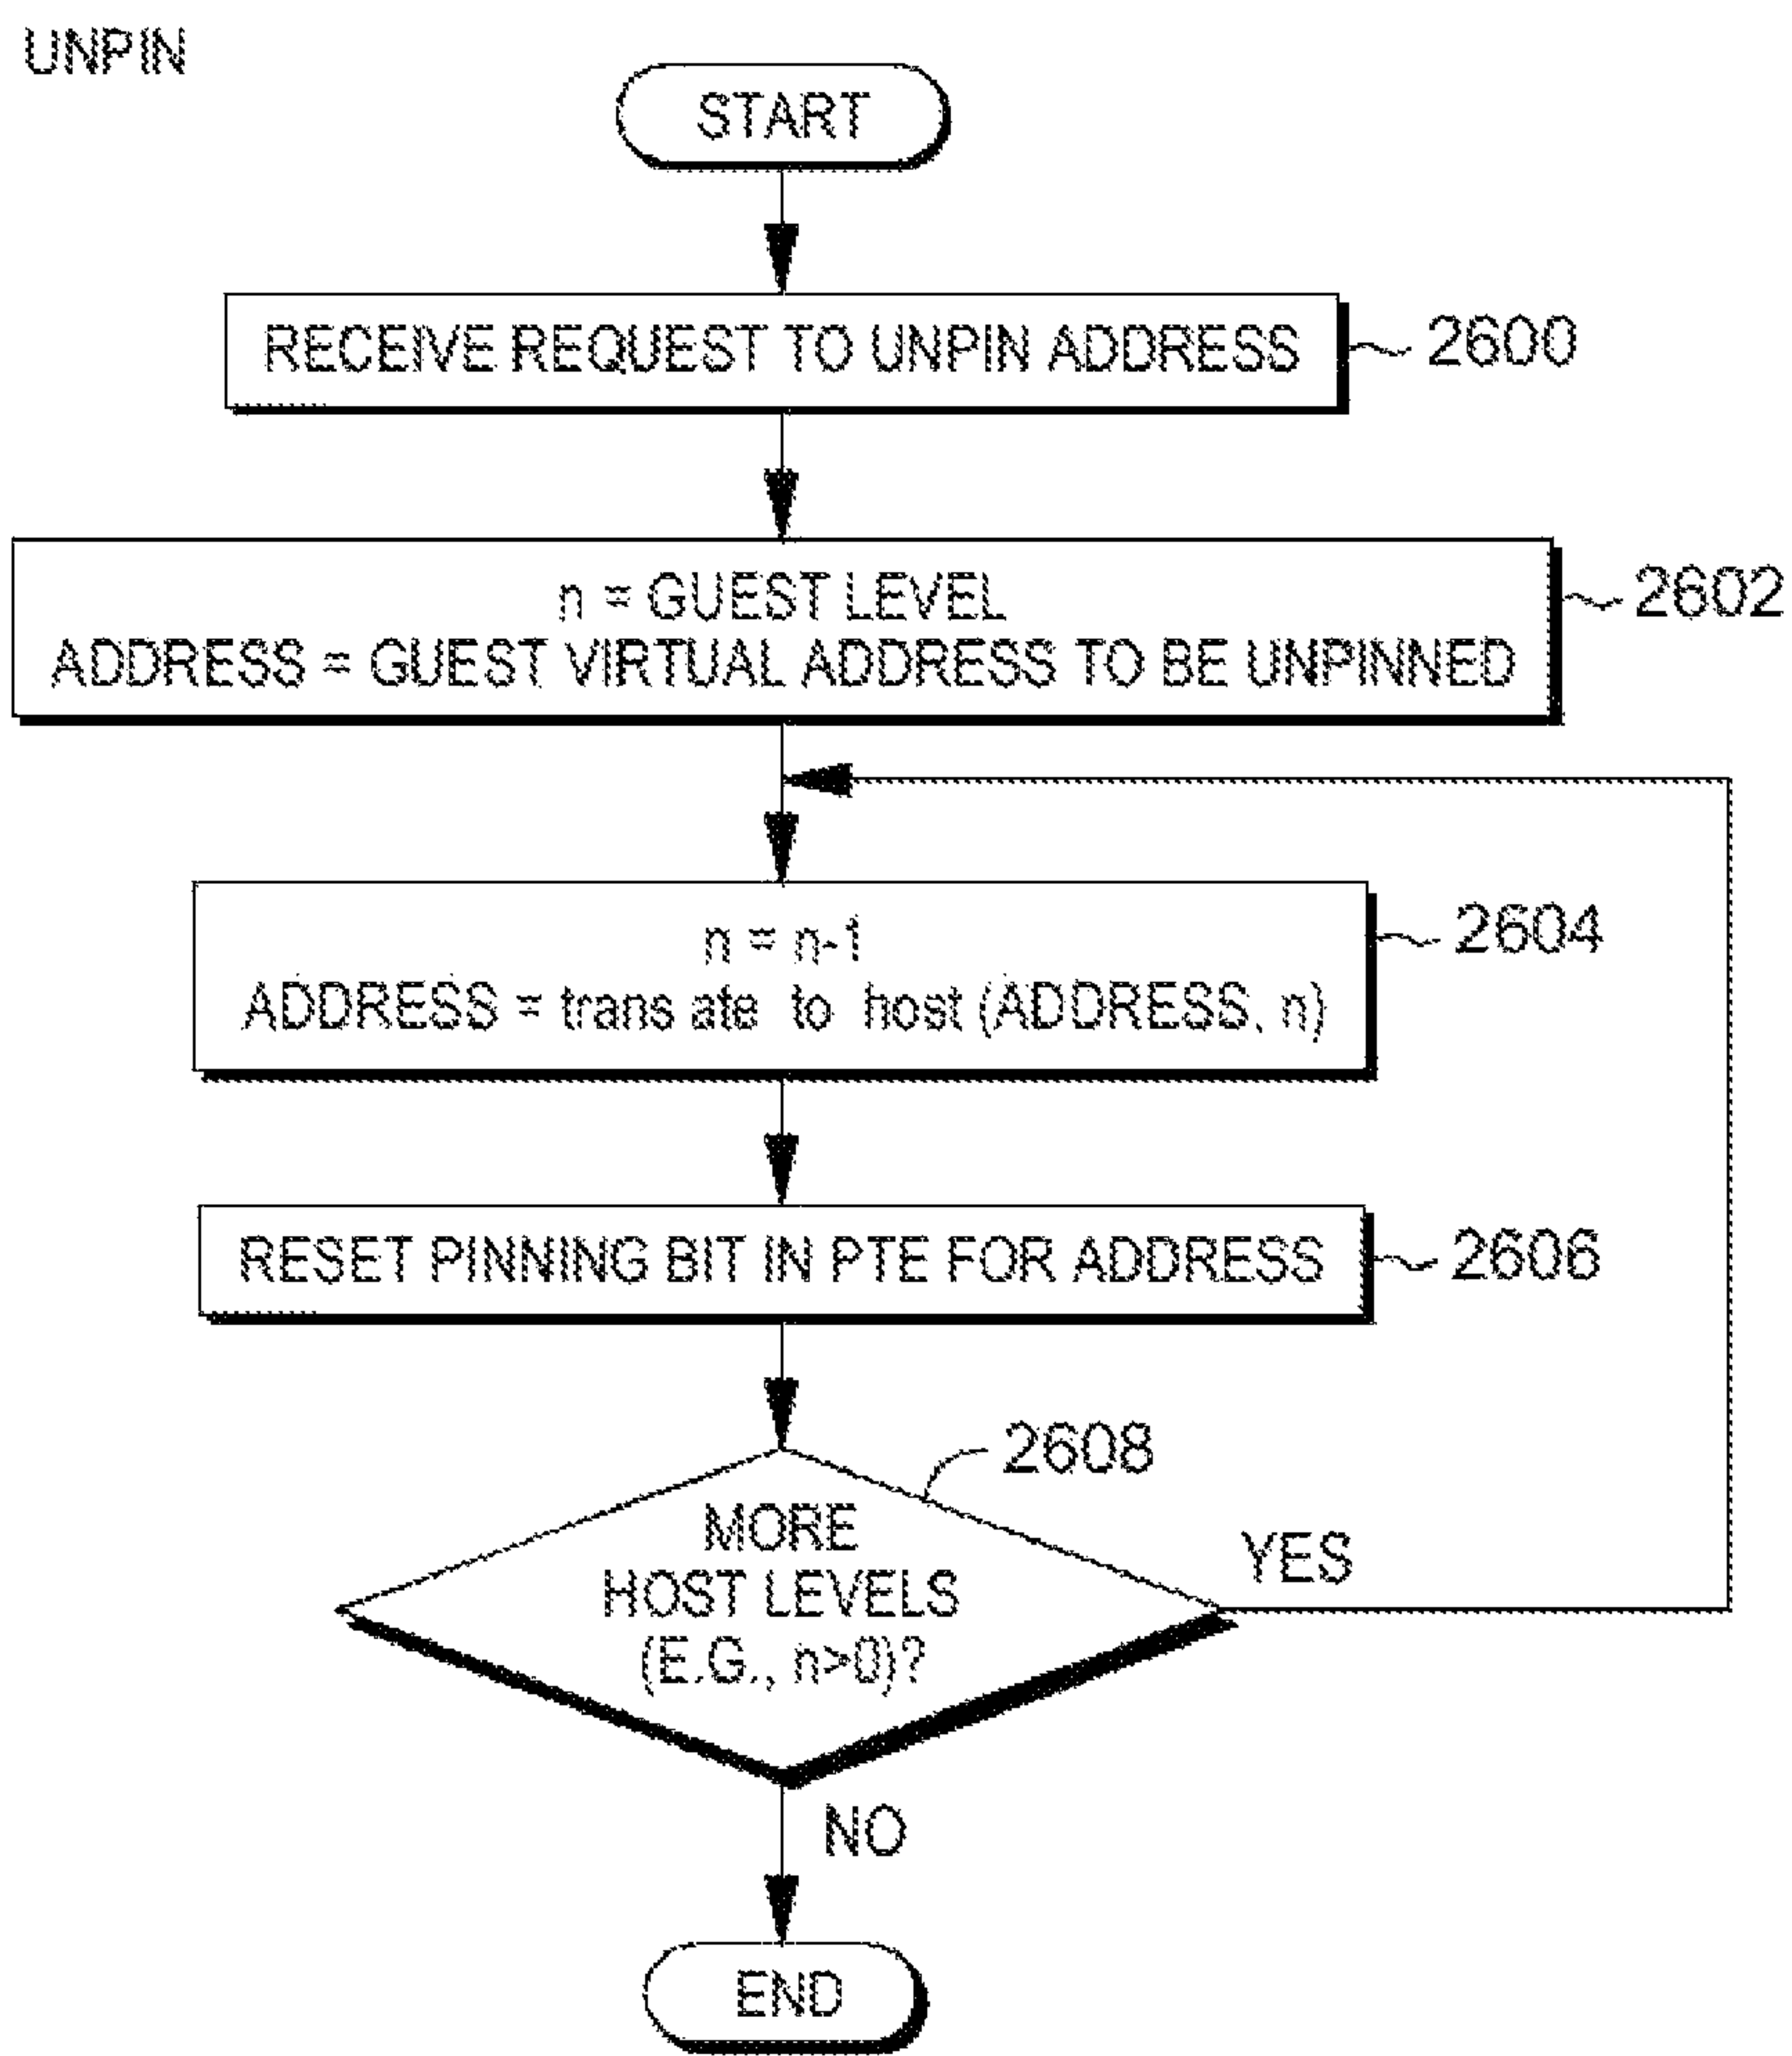 UNPIN
START
RECEIVE REQUEST TO UNPIN ADDRESS
2600
n = GUEST LEVEL
ADDRESS = GUEST VIRTUAL ADDRESS TO BE UNPINNED
2602
n = n-1
ADDRESS = trans ate to host (ADDRESS, n)
2604
RESET PINNING BIT IN PTE FOR ADDRESS
2606
2608
MORE
HOST LEVELS
(E.G., n>0)?
YES
NO
END